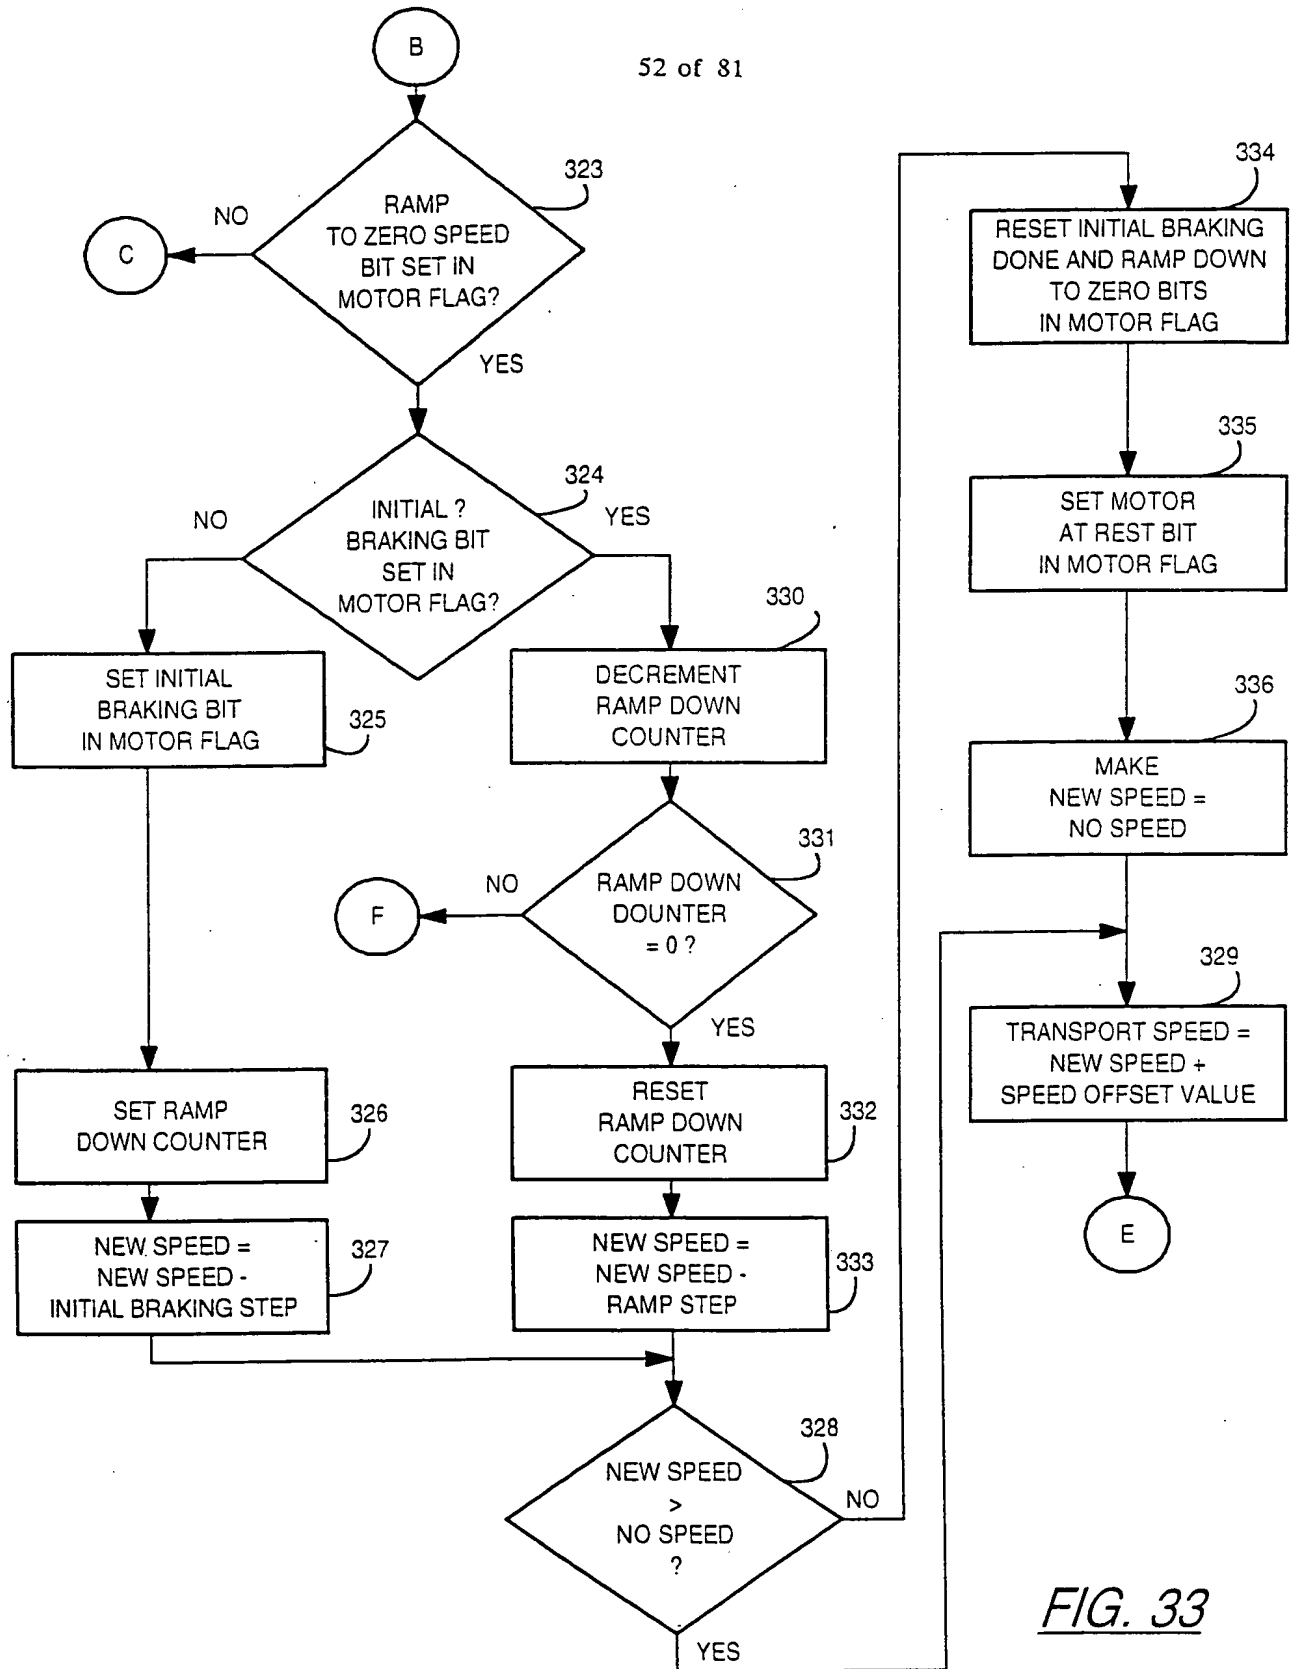 B
52 of 81
323
RAMP
TO ZERO SPEED
BIT SET IN
MOTOR FLAG?
NO
C
YES
324
INITIAL ?
BRAKING BIT
SET IN
MOTOR FLAG?
NO
YES
SET INITIAL
BRAKING BIT
IN MOTOR FLAG
325
330
DECREMENT
RAMP DOWN
COUNTER
331
RAMP DOWN
DOUNTER
= 0 ?
NO
F
YES
SET RAMP
DOWN COUNTER
326
RESET
RAMP DOWN
COUNTER
332
NEW SPEED =
NEW SPEED -
INITIAL BRAKING STEP
327
NEW SPEED =
NEW SPEED -
RAMP STEP
333
328
NEW SPEED
>
NO SPEED
?
NO
YES
334
RESET INITIAL BRAKING
DONE AND RAMP DOWN
TO ZERO BITS
IN MOTOR FLAG
335
SET MOTOR
AT REST BIT
IN MOTOR FLAG
336
MAKE
NEW SPEED =
NO SPEED
329
TRANSPORT SPEED =
NEW SPEED +
SPEED OFFSET VALUE
E
FIG. 33